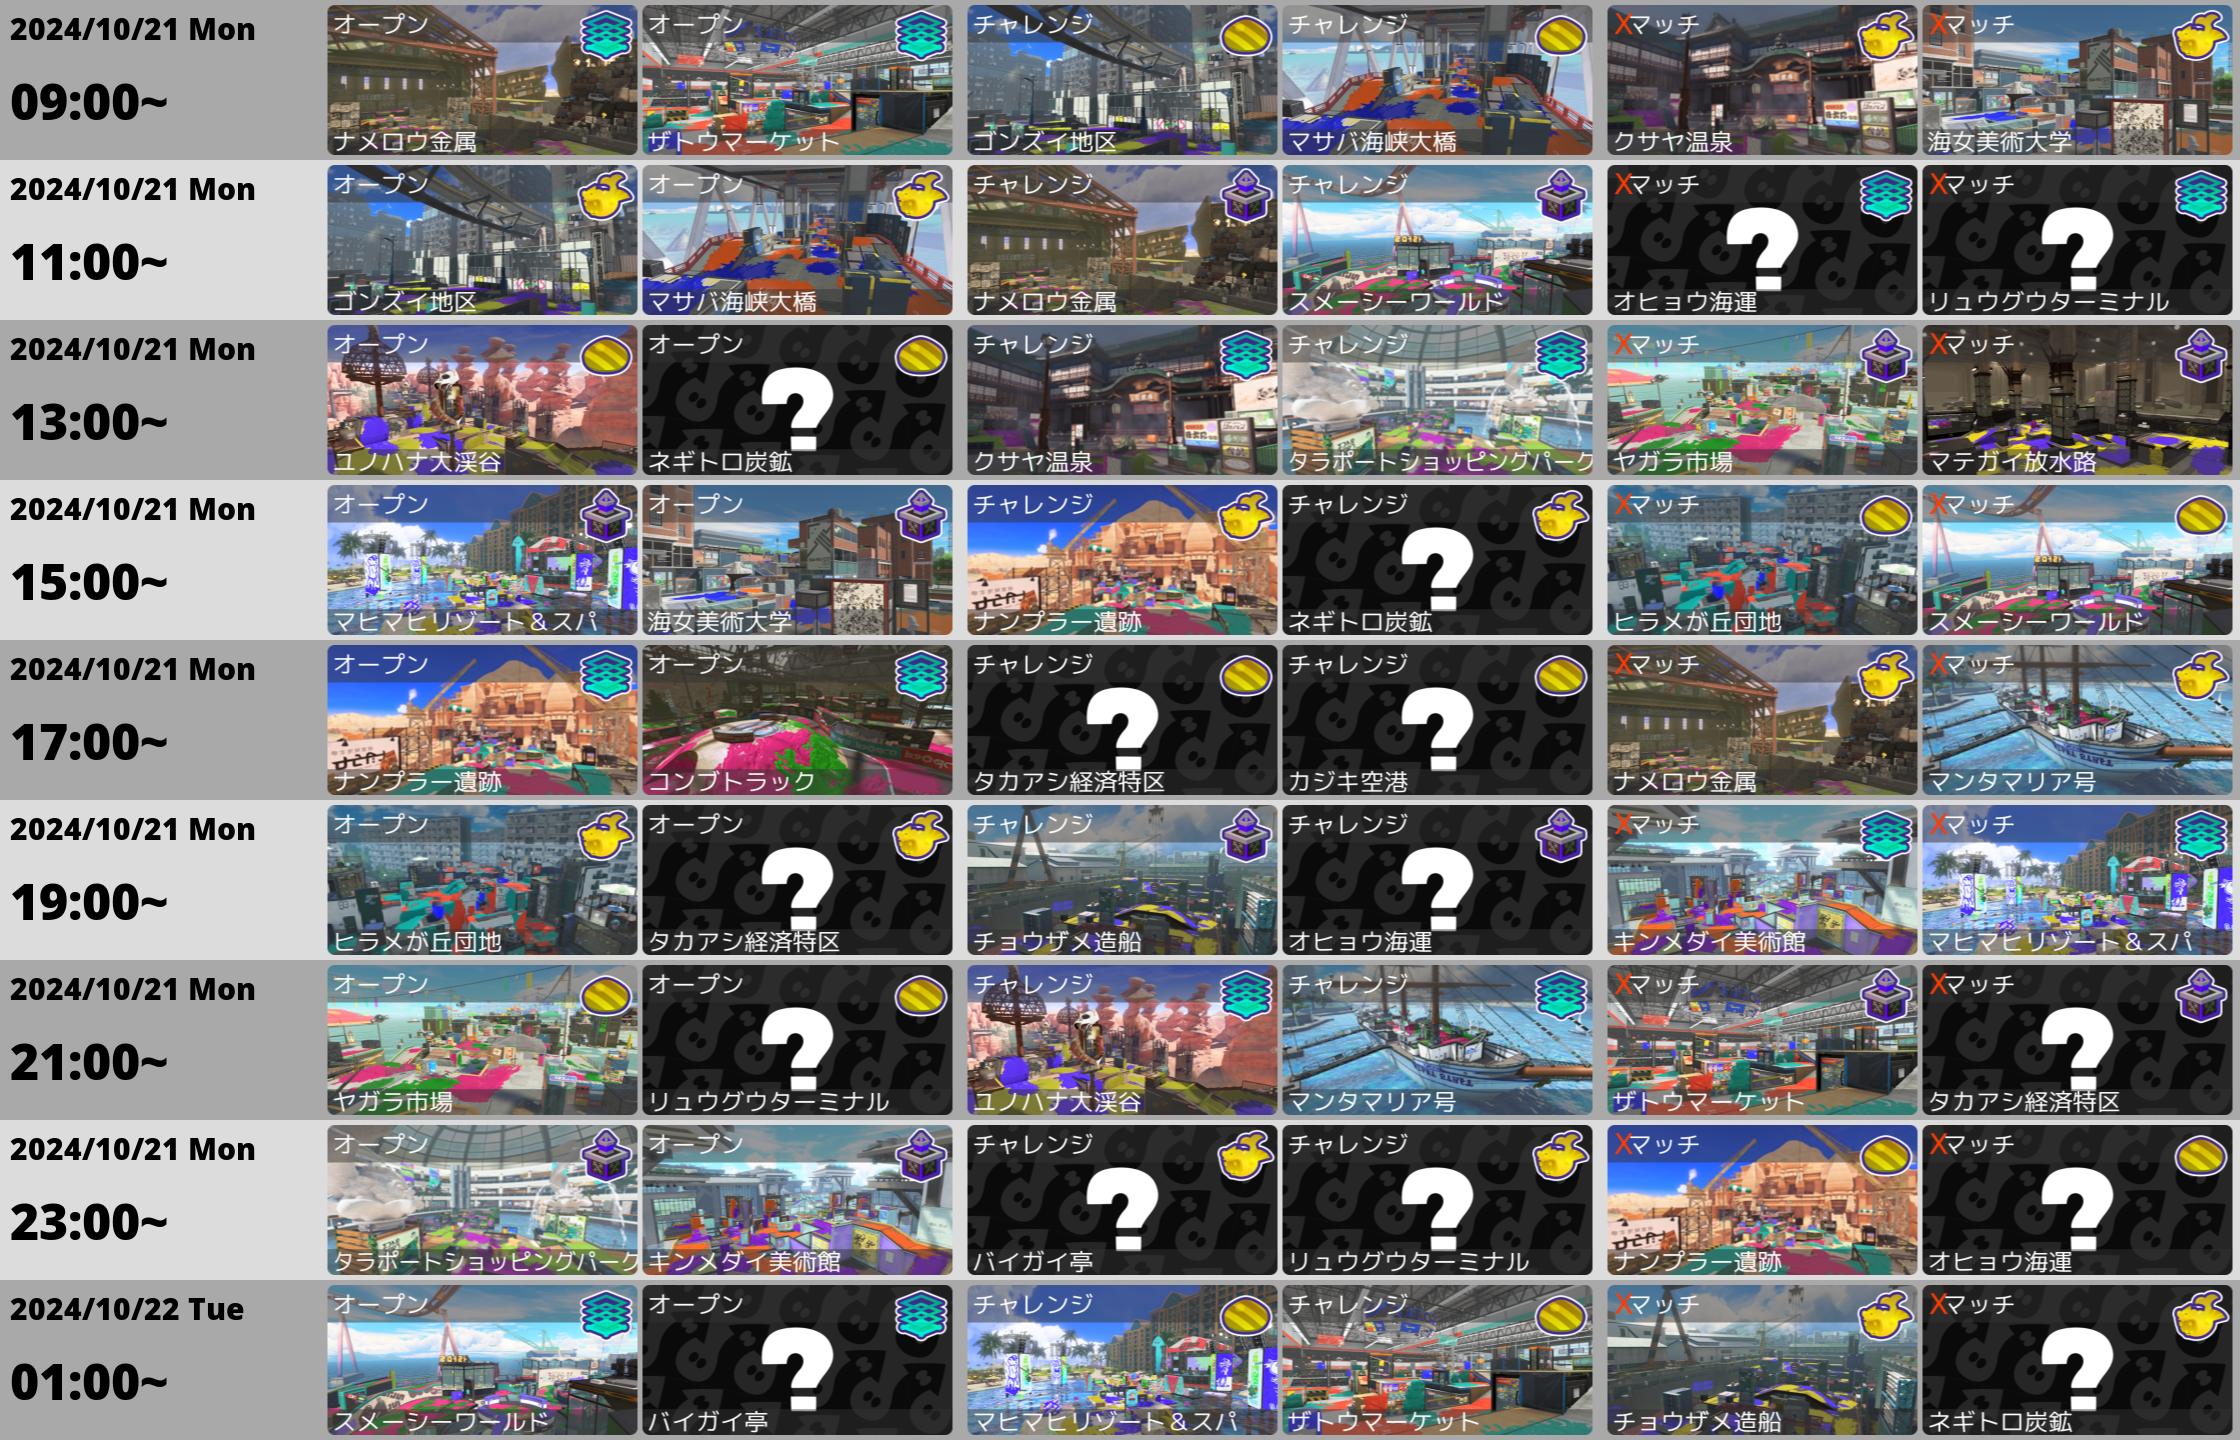 2024/10/21 Mon
09:00~
オープン
ナメロウ金属
オープン
ザトウマーケット
チャレンジ
ゴンズイ地区
チャレンジ
マサバ海峡大橋
Xマッチ
クサヤ温泉
Xマッチ
海女美術大学
2024/10/21 Mon
11:00~
オープン
ゴンズイ地区
オープン
マサバ海峡大橋
チャレンジ
ナメロウ金属
チャレンジ
スメーシーワールド
Xマッチ
?
オヒョウ海運
Xマッチ
?
リュウグウターミナル
2024/10/21 Mon
13:00~
オープン
ユノハナ大渓谷
オープン
?
ネギトロ炭鉱
チャレンジ
クサヤ温泉
チャレンジ
タラポートショッピングパーク
Xマッチ
ヤガラ市場
Xマッチ
マテガイ放水路
2024/10/21 Mon
15:00~
オープン
マヒマヒリゾート＆スパ
オープン
海女美術大学
チャレンジ
ナンプラー遺跡
チャレンジ
?
ネギトロ炭鉱
Xマッチ
ヒラメが丘団地
Xマッチ
スメーシーワールド
2024/10/21 Mon
17:00~
オープン
ナンプラー遺跡
オープン
コンブトラック
チャレンジ
?
タカアシ経済特区
チャレンジ
?
カジキ空港
Xマッチ
ナメロウ金属
Xマッチ
マンタマリア号
2024/10/21 Mon
19:00~
オープン
ヒラメが丘団地
オープン
?
タカアシ経済特区
チャレンジ
チョウザメ造船
チャレンジ
?
オヒョウ海運
Xマッチ
キンメダイ美術館
Xマッチ
マヒマヒリゾート＆スパ
2024/10/21 Mon
21:00~
オープン
ヤガラ市場
オープン
?
リュウグウターミナル
チャレンジ
ユノハナ大渓谷
チャレンジ
マンタマリア号
Xマッチ
ザトウマーケット
Xマッチ
?
タカアシ経済特区
2024/10/21 Mon
23:00~
オープン
タラポートショッピングパーク
オープン
キンメダイ美術館
チャレンジ
?
バイガイ亭
チャレンジ
?
リュウグウターミナル
Xマッチ
ナンプラー遺跡
Xマッチ
?
オヒョウ海運
2024/10/22 Tue
01:00~
オープン
スメーシーワールド
オープン
?
バイガイ亭
チャレンジ
マヒマヒリゾート＆スパ
チャレンジ
ザトウマーケット
Xマッチ
チョウザメ造船
Xマッチ
?
ネギトロ炭鉱